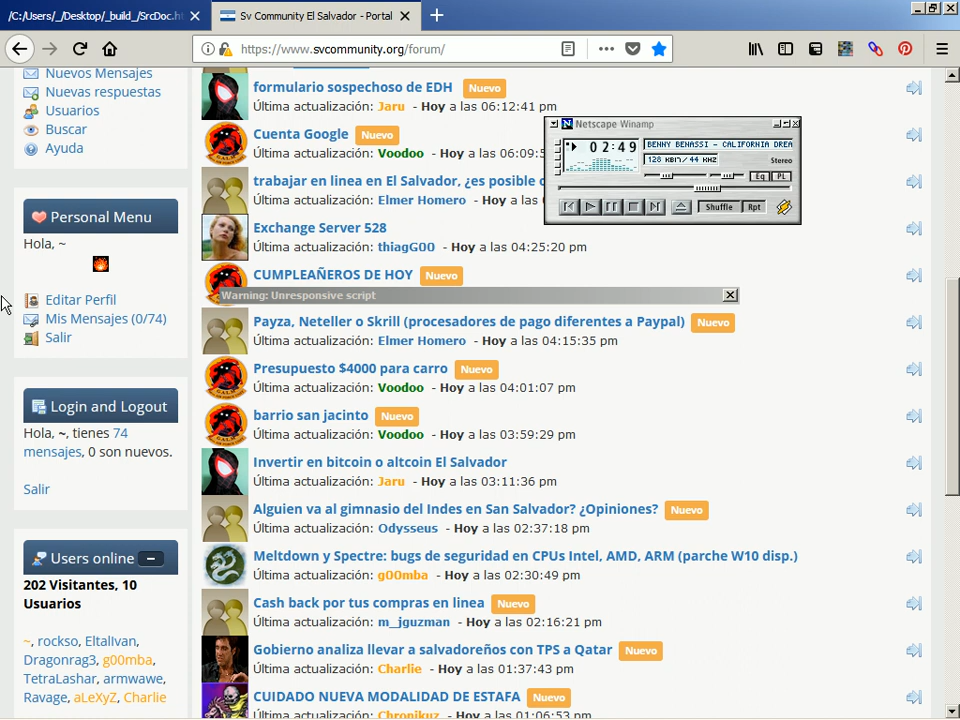 /C:/Users/_/Desktop/_build_/SrcDoc.ht
Sv Community El Salvador - Portal
https://www.svcommunity.org/forum/
Nuevos Mensajes
Nuevas respuestas
Usuarios
Buscar
Ayuda
Personal Menu
Hola, ~
Editar Perfil
Mis Mensajes (0/74)
Salir
Login and Logout
Hola, ~, tienes 74
mensajes, 0 son nuevos.
Salir
Users online
202 Visitantes, 10
Usuarios
~, rockso, EltalIvan,
Dragonrag3, g00mba,
TetraLashar, armwawe,
Ravage, aLeXyZ, Charlie
formulario sospechoso de EDH Nuevo
Última actualización: Jaru - Hoy a las 06:12:41 pm
Cuenta Google Nuevo
Última actualización: Voodoo - Hoy a las 06:09:5
trabajar en linea en El Salvador, ¿es posible o
Última actualización: Elmer Homero - Hoy a las
Exchange Server 528
Última actualización: thiagG00 - Hoy a las 04:25:20 pm
CUMPLEAÑEROS DE HOY Nuevo
Warning: Unresponsive script
Payza, Neteller o Skrill (procesadores de pago diferentes a Paypal) Nuevo
Última actualización: Elmer Homero - Hoy a las 04:15:35 pm
Presupuesto $4000 para carro Nuevo
Última actualización: Voodoo - Hoy a las 04:01:07 pm
barrio san jacinto Nuevo
Última actualización: Voodoo - Hoy a las 03:59:29 pm
Invertir en bitcoin o altcoin El Salvador
Última actualización: Jaru - Hoy a las 03:11:36 pm
Alguien va al gimnasio del Indes en San Salvador? ¿Opiniones? Nuevo
Última actualización: Odysseus - Hoy a las 02:37:18 pm
Meltdown y Spectre: bugs de seguridad en CPUs Intel, AMD, ARM (parche W10 disp.)
Última actualización: g00mba - Hoy a las 02:30:49 pm
Cash back por tus compras en linea Nuevo
Última actualización: m_jguzman - Hoy a las 02:16:21 pm
Gobierno analiza llevar a salvadoreños con TPS a Qatar Nuevo
Última actualización: Charlie - Hoy a las 01:37:43 pm
CUIDADO NUEVA MODALIDAD DE ESTAFA Nuevo
Última actualización: Chronikuz - Hoy a las 01:06:53 pm
Netscape Winamp
02:49
BENNY BENASSI - CALIFORNIA DREA
128 KBIT/ 44 KHZ
Stereo
Eq PL
Shuffle Rpt